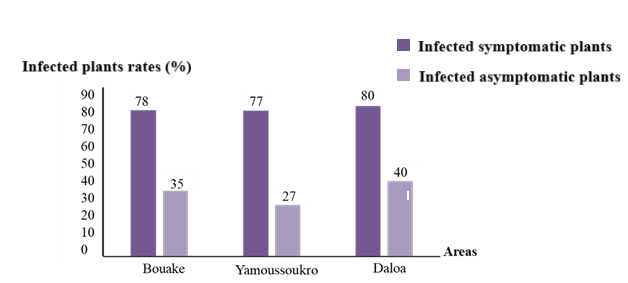 Infected symptomatic plants
Infected plants rates (%)
Infected asymptomatic plants
90
80
70
60
50
40
30
20
10
0
78
35
77
27
80
40
Areas
Bouake
Yamoussoukro
Daloa